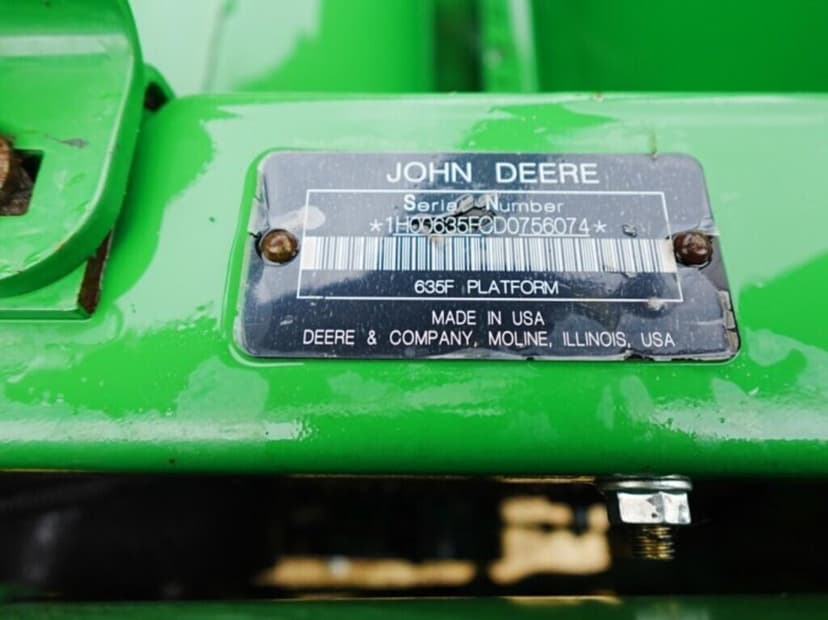 JOHN DEERE
Serial Number
*1H00635FCD0756074*
635F PLATFORM
MADE IN USA
DEERE & COMPANY, MOLINE, ILLINOIS, USA